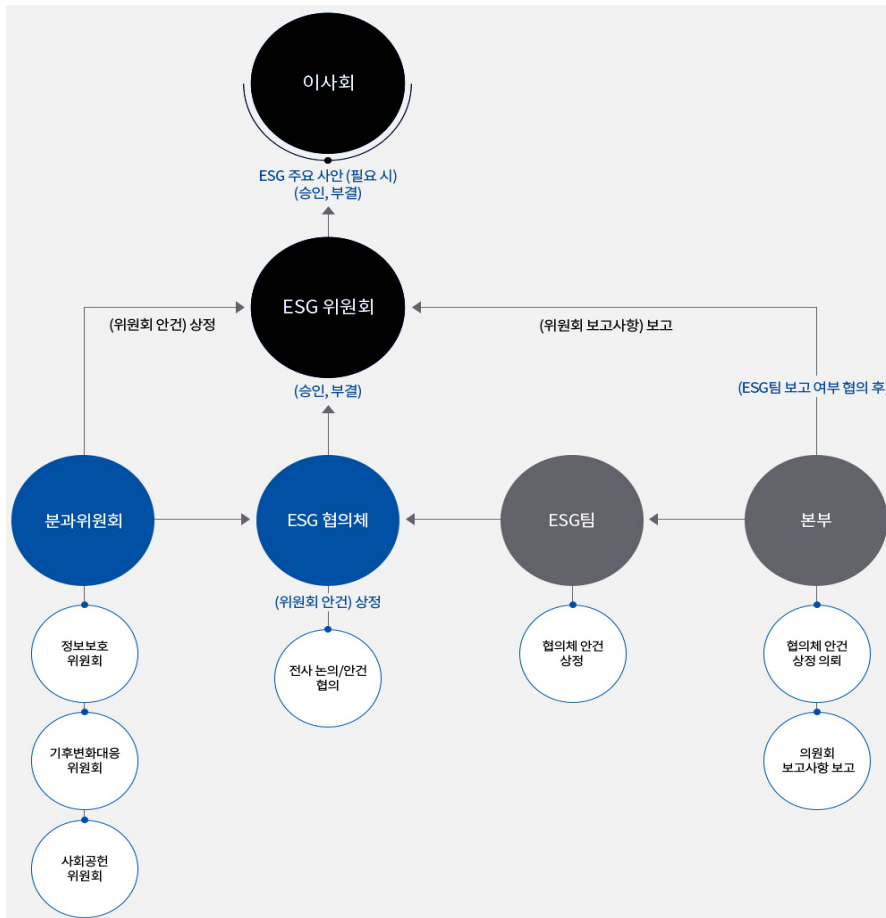 이사회
ESG 주요 사안 (필요 시)
(승인, 부결)
ESG 위원회
(위원회 안건) 상정
(위원회 보고사항) 보고
(승인, 부결)
(ESG팀 보고 여부 협의 후)
분과위원회
ESG 협의체
ESG팀
본부
(위원회 안건) 상정
정보보호
위원회
전사 논의/안건
협의
협의체 안건
상정
협의체 안건
상정 의뢰
기후변화대응
위원회
의원회
보고사항 보고
사회공헌
위원회